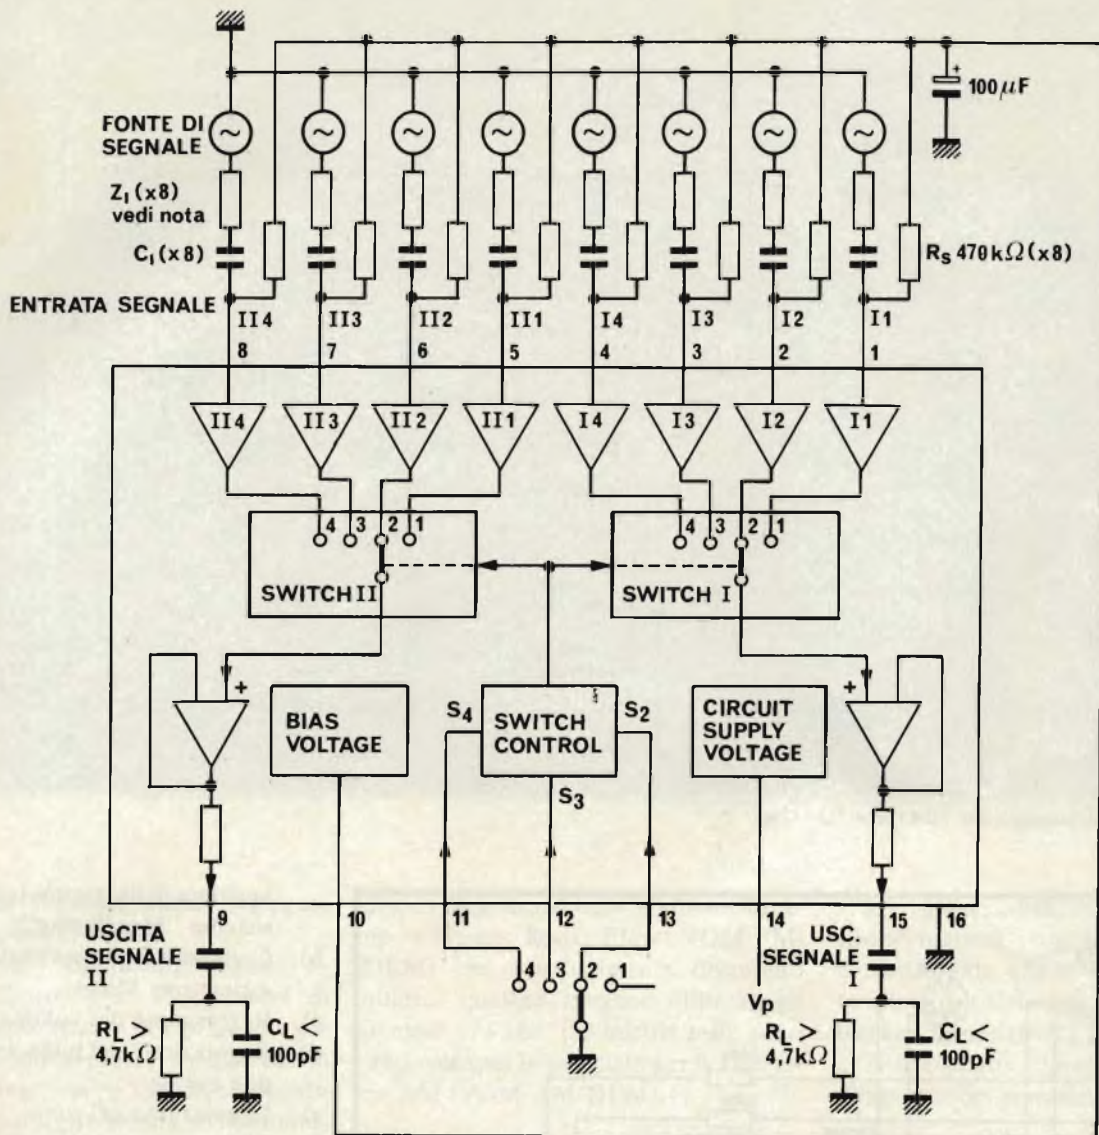 100µF
FONTE DI
SEGNALE
Z₁ (x8)
vedi nota
C₁ (x8)
Rs 470kΩ (x8)
ENTRATA SEGNALE
II4 II3 II2 II1 I4 I3 I2 I1
8 7 6 5 4 3 2 1
II4 II3 II2 II1 I4 I3 I2 I1
4 3 2 1 4 3 2 1
SWITCH II SWITCH I
+ +
BIAS
VOLTAGE
S4
SWITCH
CONTROL
S2
S3
CIRCUIT
SUPPLY
VOLTAGE
9 10 11 12 13 14 15 16
USCITA
SEGNALE
II
4 3 2 1
Vp
USC.
SEGNALE
I
RL >
4,7kΩ
CL <
100pF
RL >
4,7kΩ
CL <
100pF